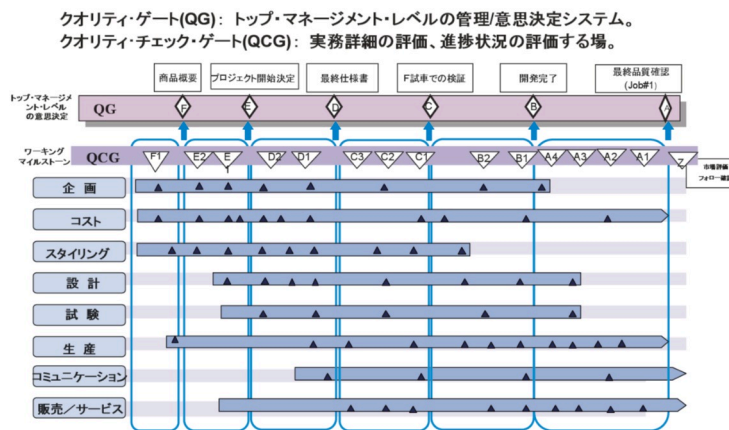 クオリティ・ゲート(QG)： トップ・マネージメント・レベルの管理/意思決定システム。
クオリティ・チェック・ゲート(QCG)： 実務詳細の評価、進捗状況の評価する場。
商品概要
プロジェクト開始決定
最終仕様書
F試車での検証
開発完了
最終品質確認
(Job#1)
トップ・マネージメ
ント・レベル
の意思決定
QG
F
E
D
C
B
A
ワーキング
マイルストーン
QCG
F1
E2
E
1
D2
D1
C3
C2
C1
B2
B1
A4
A3
A2
A1
Z
市場評価
フォロー確認
企 画
コスト
スタイリング
設 計
試 験
生 産
コミュニケーション
販売／サービス